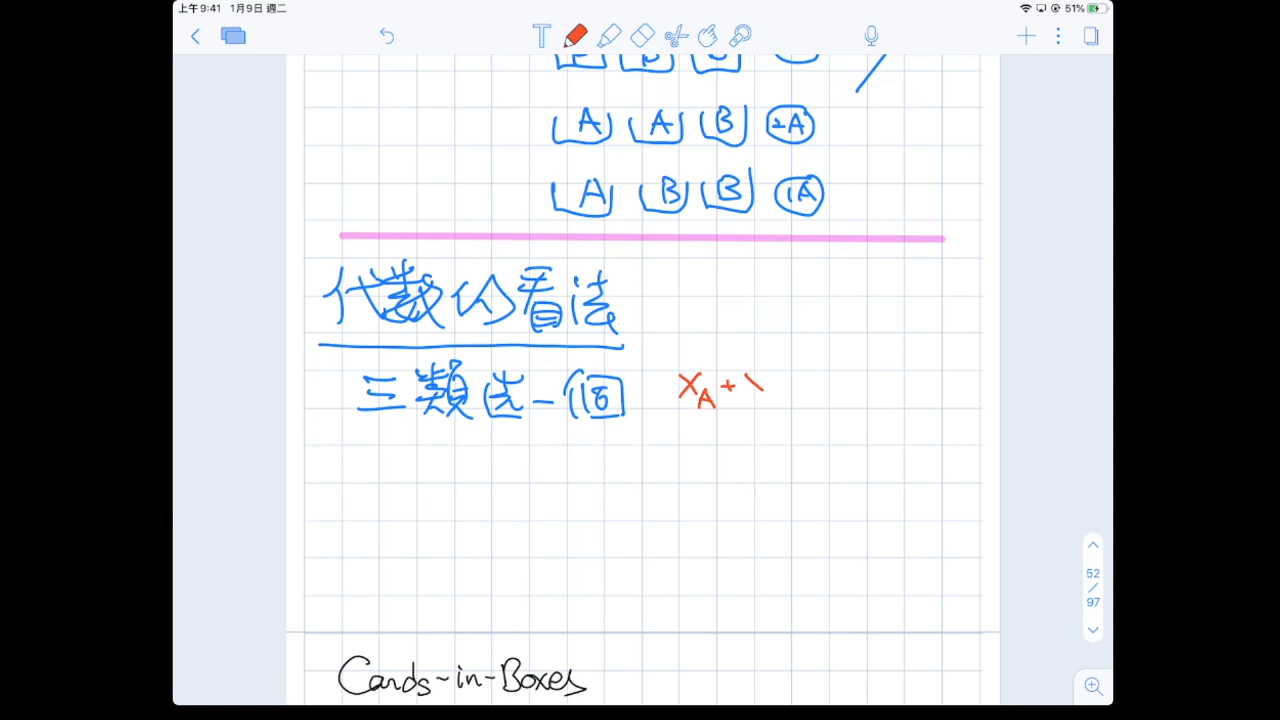 上午9:41 1月9日 週二 51%
A A B 2A
A B B 1A
代數的看法
三類选一個 X_A +
52
/
97
Cards-in-Boxes